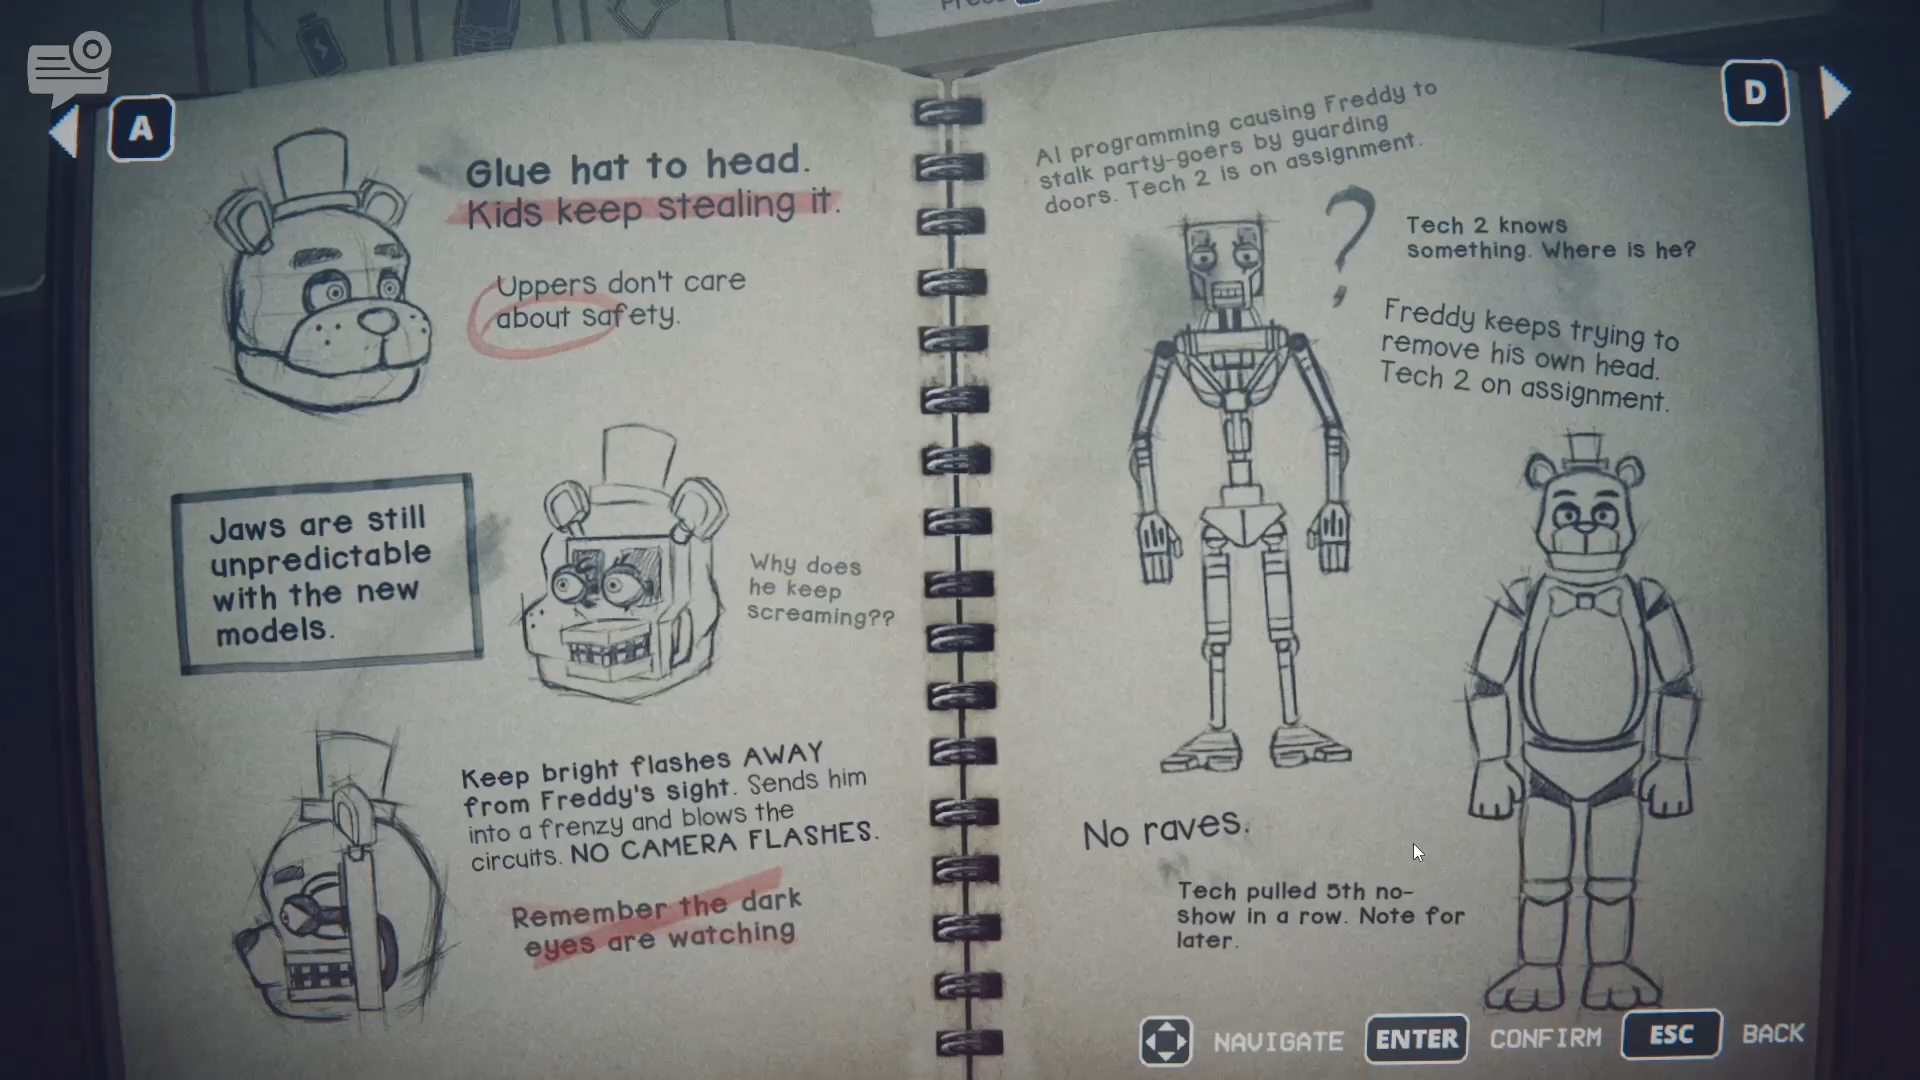 A
D
Glue hat to head.
Kids keep stealing it.
Uppers don't care
about safety.
Jaws are still
unpredictable
with the new
models.
Why does
he keep
screaming??
Keep bright flashes AWAY
from Freddy's sight. Sends him
into a frenzy and blows the
circuits. NO CAMERA FLASHES.
Remember the dark
eyes are watching
AI programming causing Freddy to
stalk party-goers by guarding
doors. Tech 2 is on assignment.
?
Tech 2 knows
something. Where is he?
Freddy keeps trying to
remove his own head.
Tech 2 on assignment.
No raves.
Tech pulled 5th no-
show in a row. Note for
later.
NAVIGATE ENTER CONFIRM ESC BACK